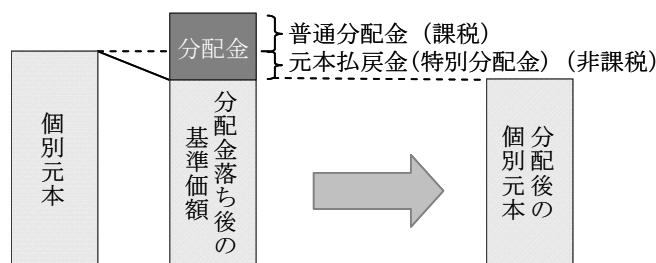 分配金
普通分配金（課税）
元本払戻金(特別分配金)（非課税）
個別元本
分配金落ち後の
基準価額
分配後の
個別元本